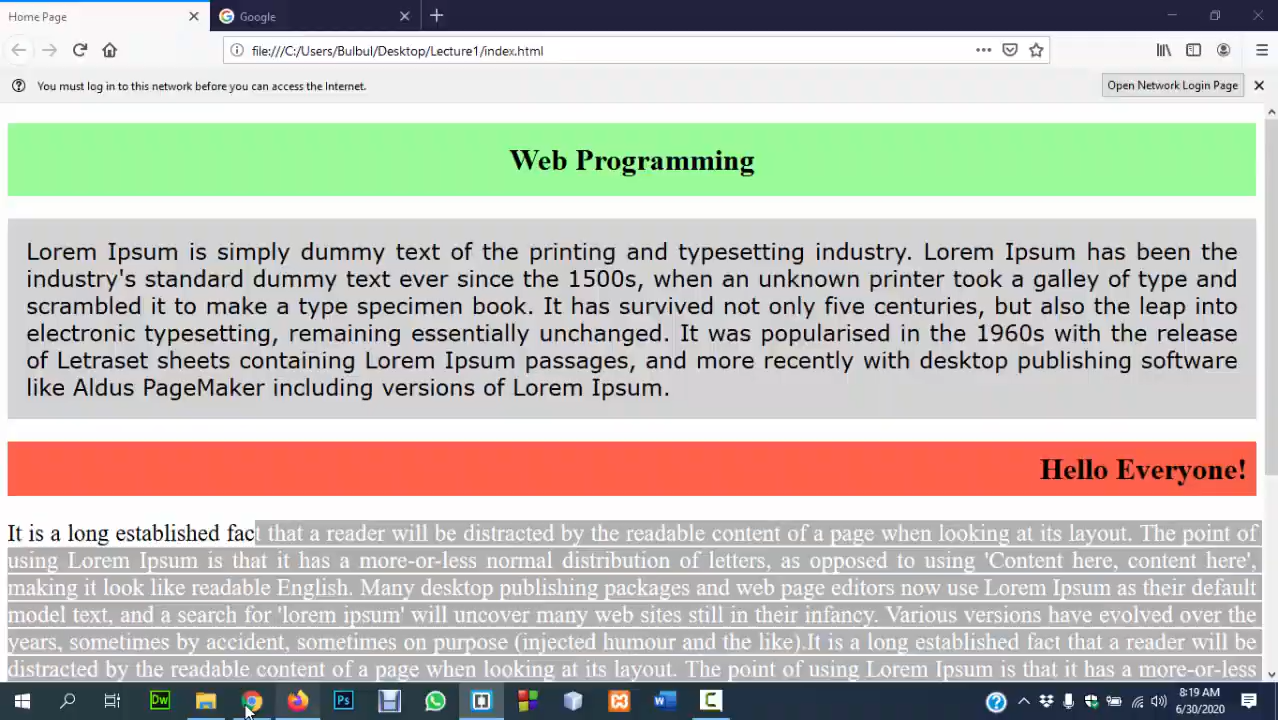 Home Page
Google
file:///C:/Users/Bulbul/Desktop/Lecture1/index.html
You must log in to this network before you can access the Internet.
Open Network Login Page
Web Programming
Lorem Ipsum is simply dummy text of the printing and typesetting industry. Lorem Ipsum has been the
industry's standard dummy text ever since the 1500s, when an unknown printer took a galley of type and
scrambled it to make a type specimen book. It has survived not only five centuries, but also the leap into
electronic typesetting, remaining essentially unchanged. It was popularised in the 1960s with the release
of Letraset sheets containing Lorem Ipsum passages, and more recently with desktop publishing software
like Aldus PageMaker including versions of Lorem Ipsum.
Hello Everyone!
It is a long established fact that a reader will be distracted by the readable content of a page when looking at its layout. The point of
using Lorem Ipsum is that it has a more-or-less normal distribution of letters, as opposed to using 'Content here, content here',
making it look like readable English. Many desktop publishing packages and web page editors now use Lorem Ipsum as their default
model text, and a search for 'lorem ipsum' will uncover many web sites still in their infancy. Various versions have evolved over the
years, sometimes by accident, sometimes on purpose (injected humour and the like).It is a long established fact that a reader will be
distracted by the readable content of a page when looking at its layout. The point of using Lorem Ipsum is that it has a more-or-less
Dw
Ps
8:19 AM
6/30/2020